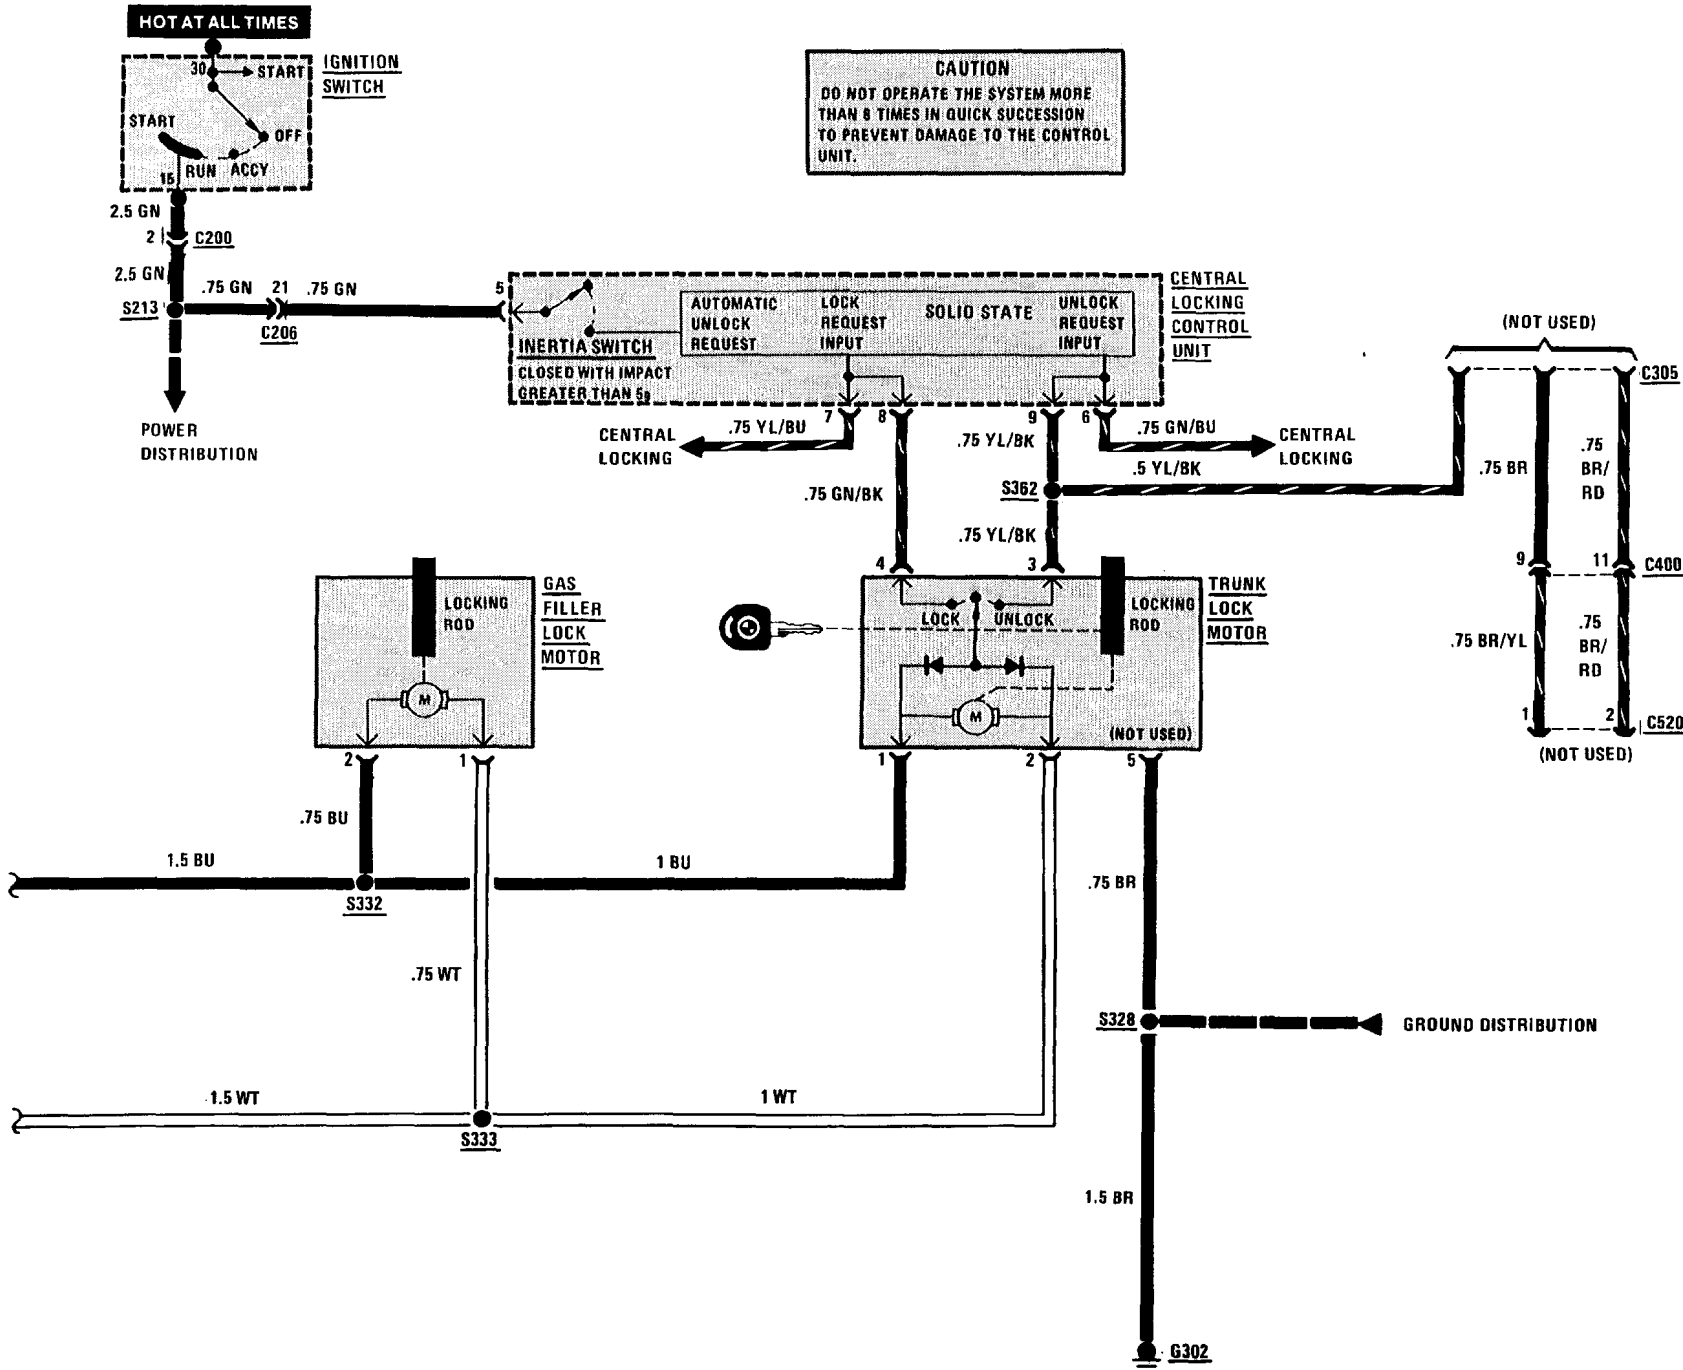 HOT AT ALL TIMES
IGNITION
SWITCH
30
START
START
OFF
RUN
ACCY
15
2.5 GN
2
C200
2.5 GN
S213
.75 GN
21
.75 GN
C206
5
POWER
DISTRIBUTION
CAUTION
DO NOT OPERATE THE SYSTEM MORE
THAN 8 TIMES IN QUICK SUCCESSION
TO PREVENT DAMAGE TO THE CONTROL
UNIT.
INERTIA SWITCH
CLOSED WITH IMPACT
GREATER THAN 5g
AUTOMATIC
UNLOCK
REQUEST
LOCK
REQUEST
INPUT
SOLID STATE
UNLOCK
REQUEST
INPUT
CENTRAL
LOCKING
CONTROL
UNIT
7
8
9
6
CENTRAL
LOCKING
.75 YL/BU
.75 YL/BK
.75 GN/BU
CENTRAL
LOCKING
.75 GN/BK
S362
.5 YL/BK
.75 YL/BK
(NOT USED)
C305
.75 BR
.75
BR/
RD
9
11
C400
.75 BR/YL
.75
BR/
RD
1
2
C520
(NOT USED)
LOCKING
ROD
M
GAS
FILLER
LOCK
MOTOR
2
1
4
3
LOCK
UNLOCK
LOCKING
ROD
M
(NOT USED)
TRUNK
LOCK
MOTOR
1
2
5
.75 BU
1.5 BU
S332
1 BU
.75 WT
1.5 WT
S333
1 WT
.75 BR
S328
GROUND DISTRIBUTION
1.5 BR
G302